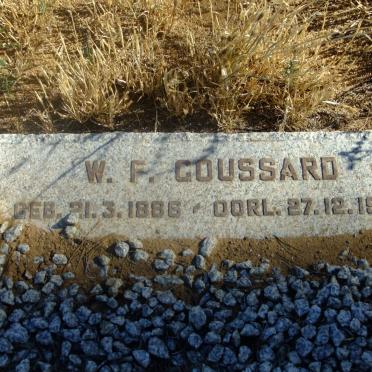 W. F. GOUSSARD
GEB. 21. 3. 1886 - OORL. 27. 12. 19